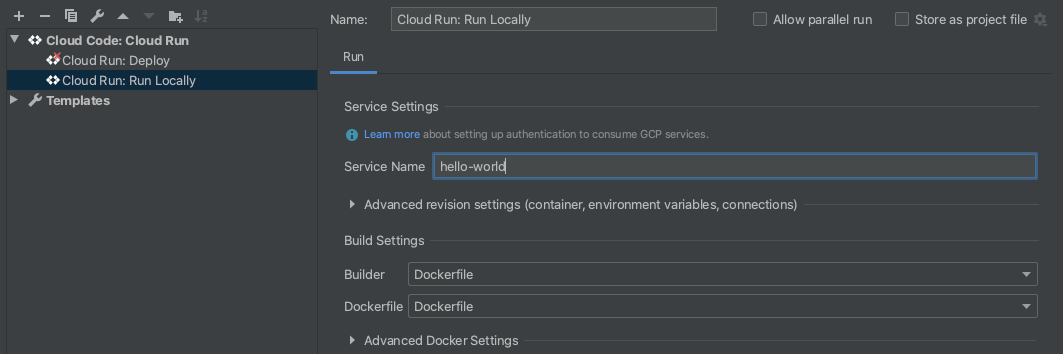 Name: Cloud Run: Run Locally Allow parallel run Store as project file
Cloud Code: Cloud Run
Cloud Run: Deploy
Cloud Run: Run Locally
Templates
Run
Service Settings
Learn more about setting up authentication to consume GCP services.
Service Name hello-world
Advanced revision settings (container, environment variables, connections)
Build Settings
Builder Dockerfile
Dockerfile Dockerfile
Advanced Docker Settings